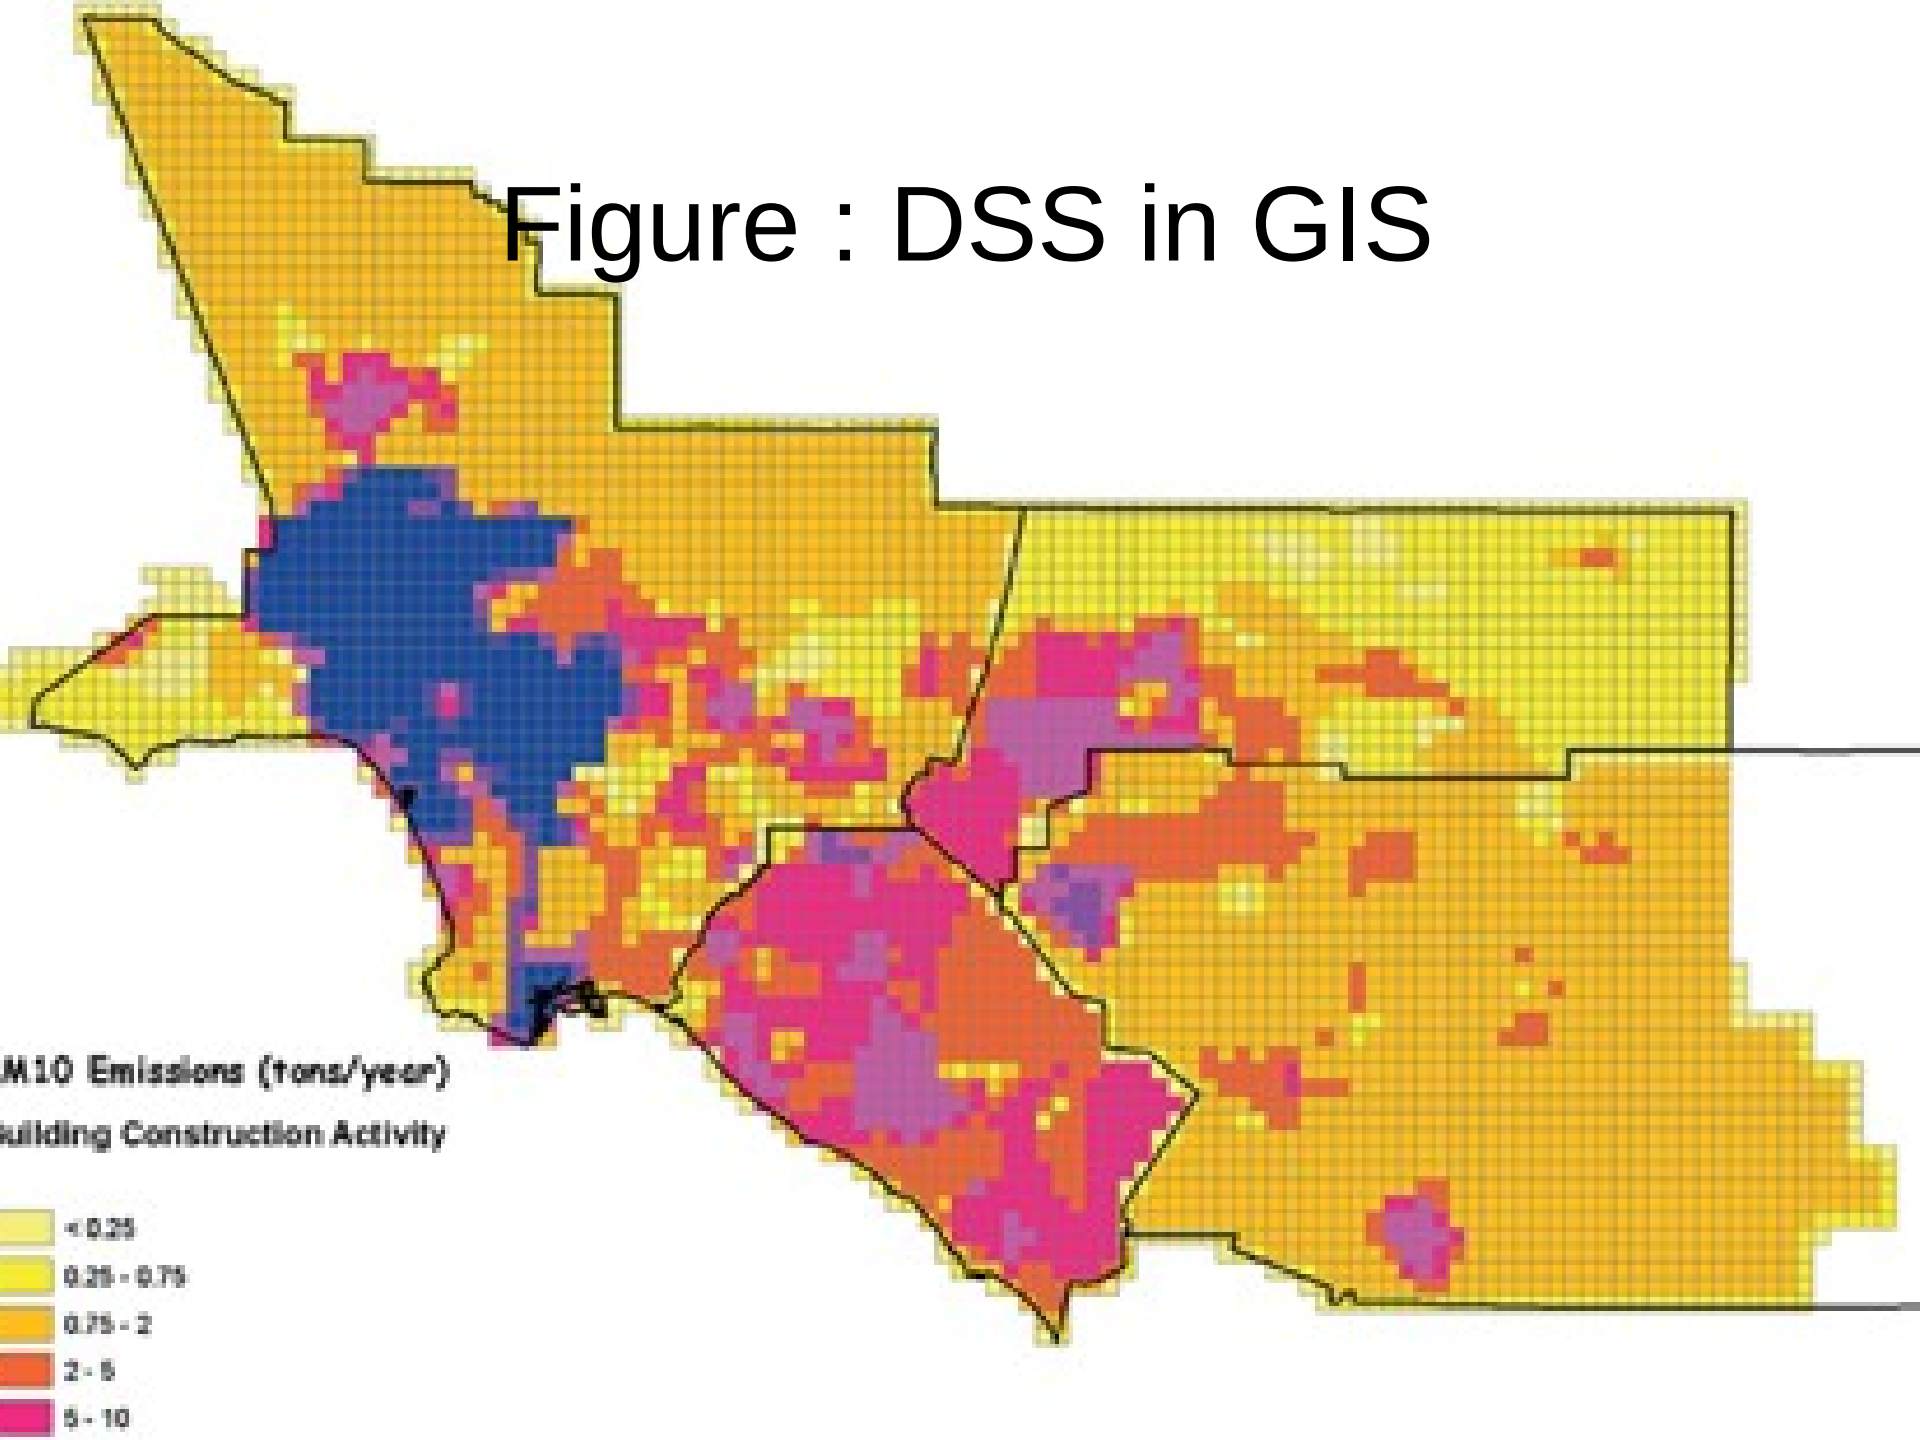 Figure : DSS in GIS
M10 Emissions (tons/year)
uilding Construction Activity
< 0.25
0.25 - 0.75
0.75 - 2
2 - 5
5 - 10